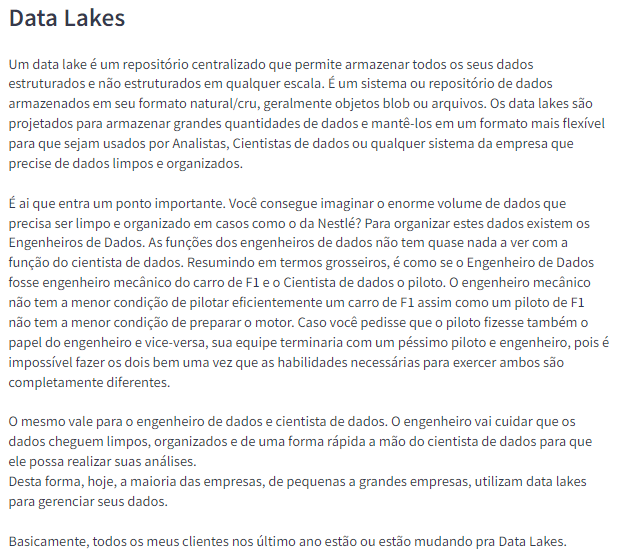 Data Lakes
Um data lake é um repositório centralizado que permite armazenar todos os seus dados
estruturados e não estruturados em qualquer escala. É um sistema ou repositório de dados
armazenados em seu formato natural/cru, geralmente objetos blob ou arquivos. Os data lakes são
projetados para armazenar grandes quantidades de dados e mantê-los em um formato mais flexível
para que sejam usados por Analistas, Cientistas de dados ou qualquer sistema da empresa que
precise de dados limpos e organizados.
É ai que entra um ponto importante. Você consegue imaginar o enorme volume de dados que
precisa ser limpo e organizado em casos como o da Nestlé? Para organizar estes dados existem os
Engenheiros de Dados. As funções dos engenheiros de dados não tem quase nada a ver com a
função do cientista de dados. Resumindo em termos grosseiros, é como se o Engenheiro de Dados
fosse engenheiro mecânico do carro de F1 e o Cientista de dados o piloto. O engenheiro mecânico
não tem a menor condição de pilotar eficientemente um carro de F1 assim como um piloto de F1
não tem a menor condição de preparar o motor. Caso você pedisse que o piloto fizesse também o
papel do engenheiro e vice-versa, sua equipe terminaria com um péssimo piloto e engenheiro, pois é
impossível fazer os dois bem uma vez que as habilidades necessárias para exercer ambos são
completamente diferentes.
O mesmo vale para o engenheiro de dados e cientista de dados. O engenheiro vai cuidar que os
dados cheguem limpos, organizados e de uma forma rápida a mão do cientista de dados para que
ele possa realizar suas análises.
Desta forma, hoje, a maioria das empresas, de pequenas a grandes empresas, utilizam data lakes
para gerenciar seus dados.
Basicamente, todos os meus clientes nos último ano estão ou estão mudando pra Data Lakes.